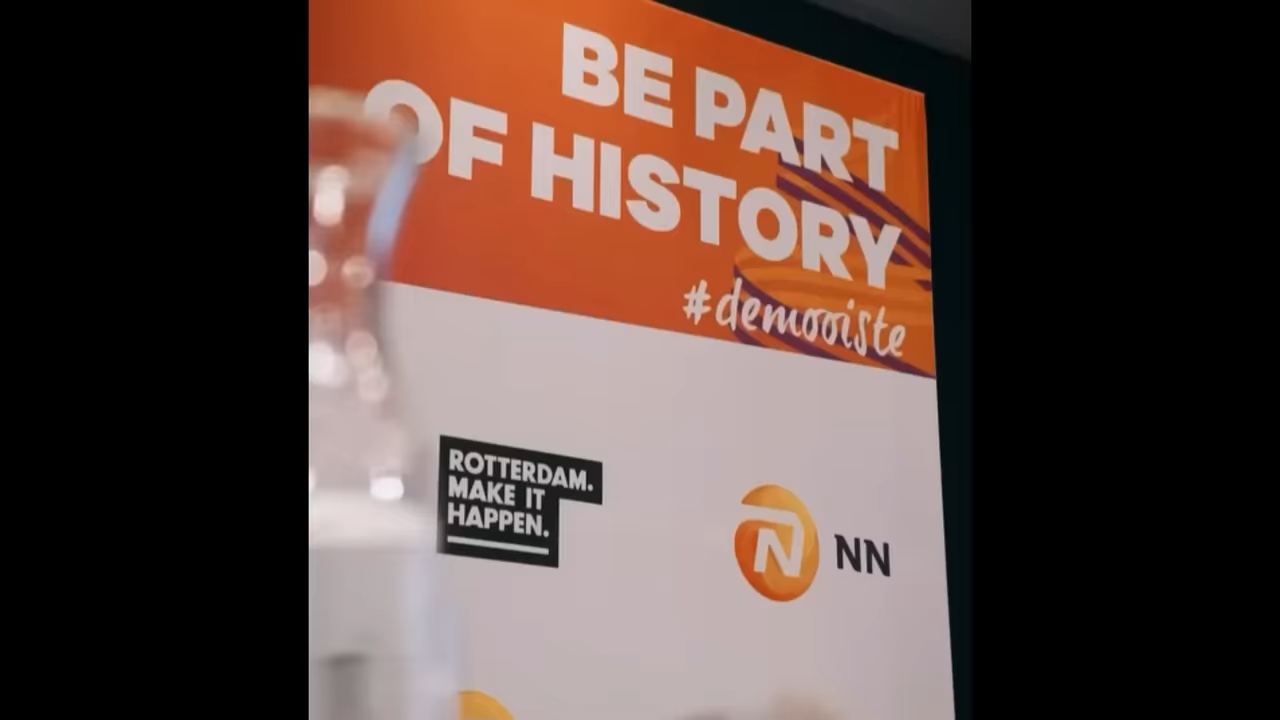 BE PART
OF HISTORY
#demooiste
ROTTERDAM.
MAKE IT
HAPPEN.
N NN